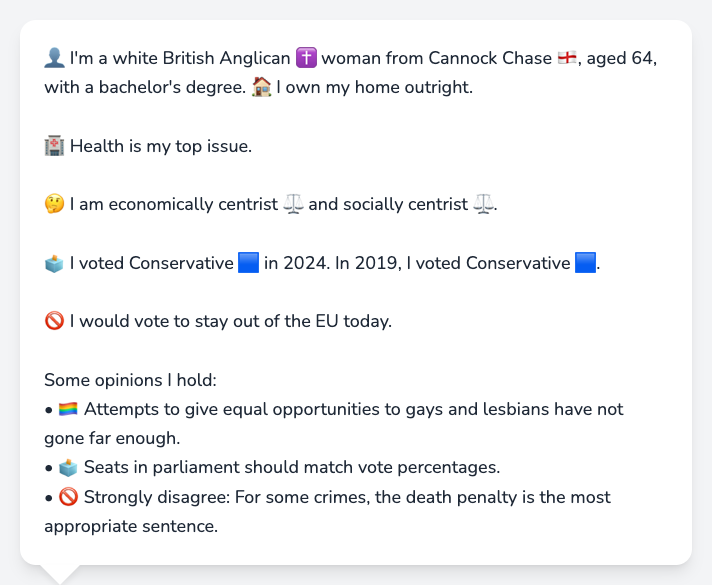 👤 I'm a white British Anglican ✝️ woman from Cannock Chase 🏴󠁧󠁢󠁥󠁮󠁧󠁿, aged 64,
with a bachelor's degree. 🏠 I own my home outright.
🏥 Health is my top issue.
🤔 I am economically centrist ⚖️ and socially centrist ⚖️.
🗳️ I voted Conservative 🟦 in 2024. In 2019, I voted Conservative 🟦.
🚫 I would vote to stay out of the EU today.
Some opinions I hold:
• 🏳️‍🌈 Attempts to give equal opportunities to gays and lesbians have not
gone far enough.
• 🗳️ Seats in parliament should match vote percentages.
• 🚫 Strongly disagree: For some crimes, the death penalty is the most
appropriate sentence.